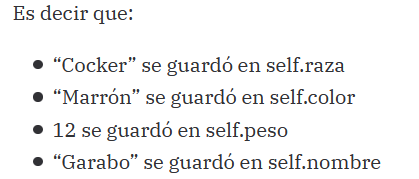 Es decir que:
• “Cocker” se guardó en self.raza
• “Marrón” se guardó en self.color
• 12 se guardó en self.peso
• “Garabo” se guardó en self.nombre